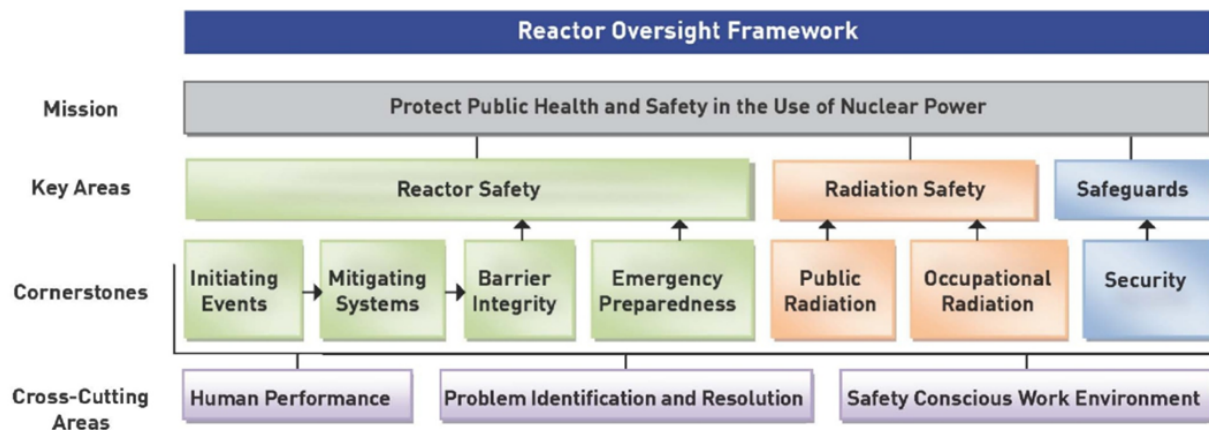 Reactor Oversight Framework
Mission
Protect Public Health and Safety in the Use of Nuclear Power
Key Areas
Reactor Safety
Radiation Safety
Safeguards
Cornerstones
Initiating
Events
Mitigating
Systems
Barrier
Integrity
Emergency
Preparedness
Public
Radiation
Occupational
Radiation
Security
Cross-Cutting
Areas
Human Performance
Problem Identification and Resolution
Safety Conscious Work Environment